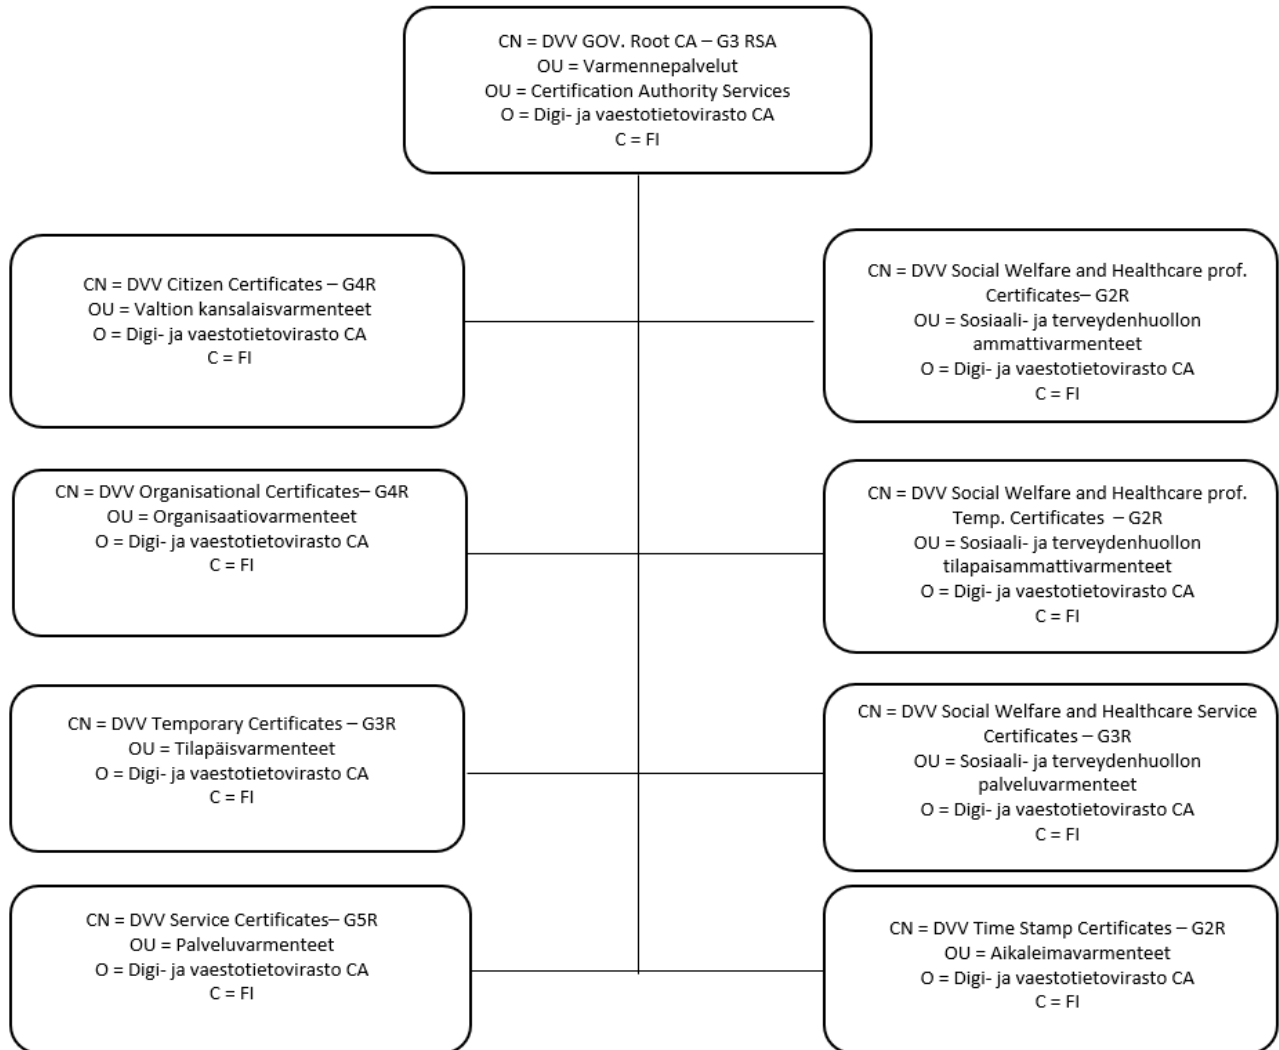 CN = DVV GOV. Root CA – G3 RSA
OU = Varmennepalvelut
OU = Certification Authority Services
O = Digi- ja vaestotietovirasto CA
C = FI
CN = DVV Citizen Certificates – G4R
OU = Valtion kansalaisvarmenteet
O = Digi- ja vaestotietovirasto CA
C = FI
CN = DVV Social Welfare and Healthcare prof.
Certificates– G2R
OU = Sosiaali- ja terveydenhuollon
ammattivarmenteet
O = Digi- ja vaestotietovirasto CA
C = FI
CN = DVV Organisational Certificates– G4R
OU = Organisaatiovarmenteet
O = Digi- ja vaestotietovirasto CA
C = FI
CN = DVV Social Welfare and Healthcare prof.
Temp. Certificates – G2R
OU = Sosiaali- ja terveydenhuollon
tilapaisammattivarmenteet
O = Digi- ja vaestotietovirasto CA
C = FI
CN = DVV Temporary Certificates – G3R
OU = Tilapäisvarmenteet
O = Digi- ja vaestotietovirasto CA
C = FI
CN = DVV Social Welfare and Healthcare Service
Certificates – G3R
OU = Sosiaali- ja terveydenhuollon
palveluvarmenteet
O = Digi- ja vaestotietovirasto CA
C = FI
CN = DVV Service Certificates– G5R
OU = Palveluvarmenteet
O = Digi- ja vaestotietovirasto CA
C = FI
CN = DVV Time Stamp Certificates – G2R
OU = Aikaleimavarmenteet
O = Digi- ja vaestotietovirasto CA
C = FI